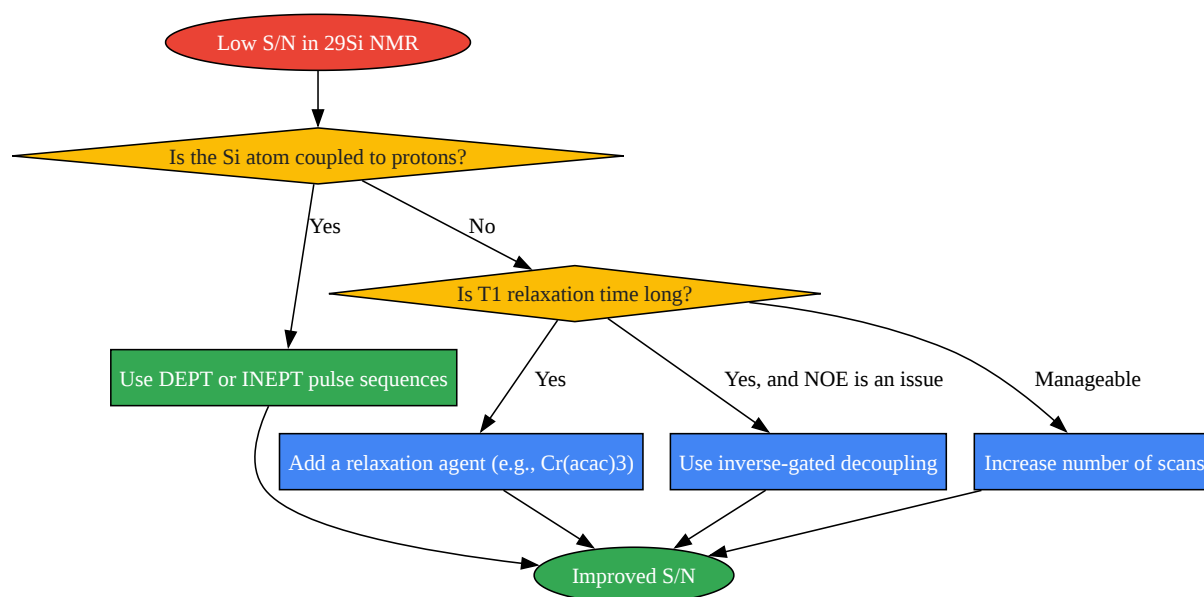 Low S/N in 29Si NMR
Is the Si atom coupled to protons?
Yes
No
Is T1 relaxation time long?
Use DEPT or INEPT pulse sequences
Yes
Yes, and NOE is an issue
Manageable
Add a relaxation agent (e.g., Cr(acac)3)
Use inverse-gated decoupling
Increase number of scans
Improved S/N